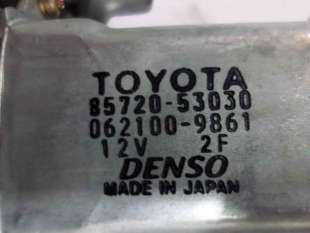 TOYOTA
85720-53030
062100-9861
12V 2F
DENSO
MADE IN JAPAN